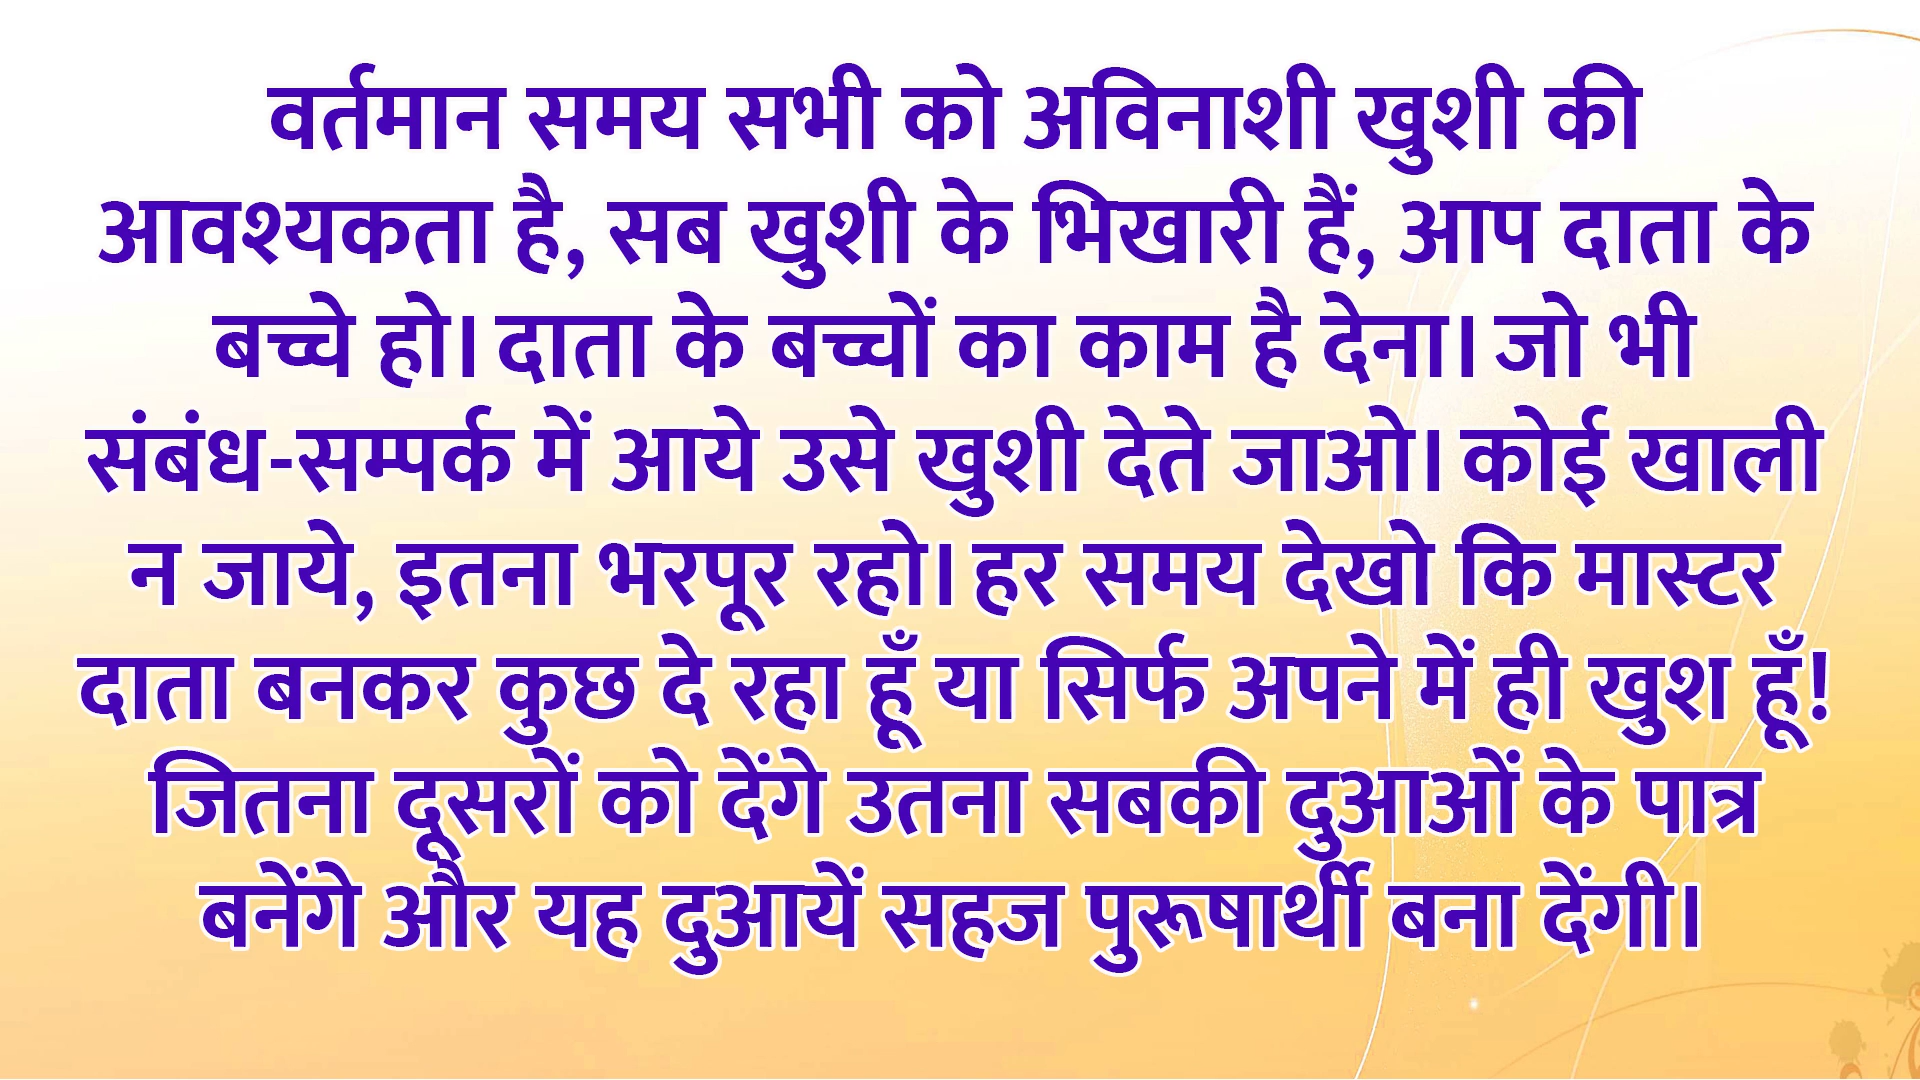 वर्तमान समय सभी को अविनाशी खुशी की
आवश्यकता है, सब खुशी के भिखारी हैं, आप दाता के
बच्चे हो। दाता के बच्चों का काम है देना। जो भी
संबंध-सम्पर्क में आये उसे खुशी देते जाओ। कोई खाली
न जाये, इतना भरपूर रहो। हर समय देखो कि मास्टर
दाता बनकर कुछ दे रहा हूँ या सिर्फ अपने में ही खुश हूँ!
जितना दूसरों को देंगे उतना सबकी दुआओं के पात्र
बनेंगे और यह दुआयें सहज पुरूषार्थी बना देंगी।